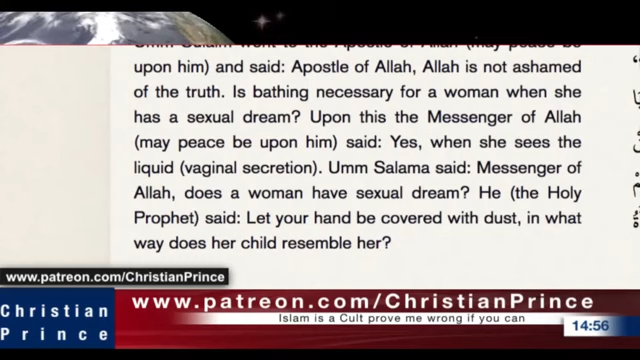 Umm Sulaim went to the Apostle of Allah (may peace be
upon him) and said: Apostle of Allah, Allah is not ashamed
of the truth. Is bathing necessary for a woman when she
has a sexual dream? Upon this the Messenger of Allah
(may peace be upon him) said: Yes, when she sees the
liquid (vaginal secretion). Umm Salama said: Messenger of
Allah, does a woman have sexual dream? He (the Holy
Prophet) said: Let your hand be covered with dust, in what
way does her child resemble her?
www.patreon.com/ChristianPrince
www.patreon.com/ChristianPrince
Christian
Prince
Islam is a Cult prove me wrong if you can
14:56